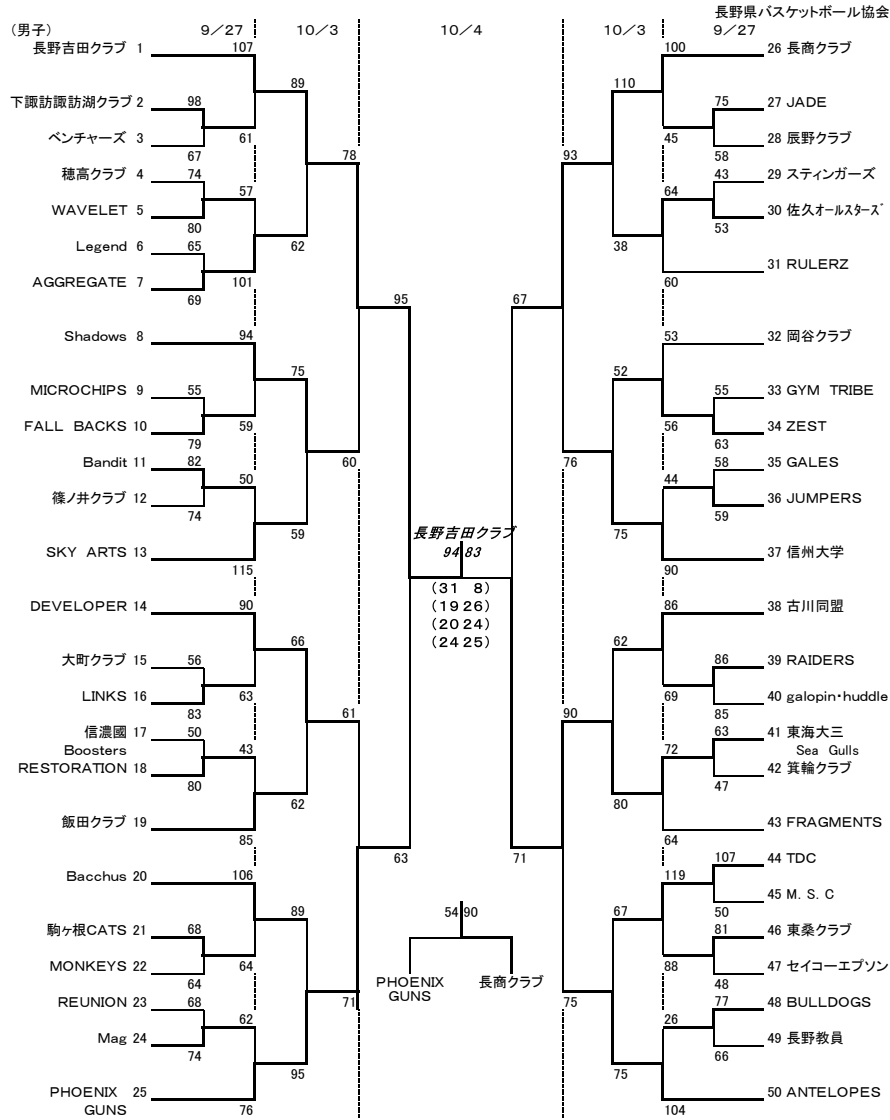 長野県バスケットボール協会
(男子) 9/27 10/3 10/4 10/3 9/27
長野吉田クラブ 1 107 100 26 長商クラブ
89 110
下諏訪諏訪湖クラブ 2 98 75 27 JADE
ベンチャーズ 3 61 45 28 辰野クラブ
67 78 93 58
穂高クラブ 4 74 43 29 スティンガーズ
57 64
WAVELET 5 80 53 30 佐久オールスターズ
Legend 6 65 62 38
31 RULERZ
AGGREGATE 7 69 101 60
95 67
Shadows 8 94 53 32 岡谷クラブ
75 52
MICROCHIPS 9 55 55 33 GYM TRIBE
FALL BACKS 10 59 56 34 ZEST
79 63
Bandit 11 82 60 76 58 35 GALES
50 44
篠ノ井クラブ 12 74 59 36 JUMPERS
59 75
SKY ARTS 13 115 90 37 信州大学
長野吉田クラブ
94 83
(31 8)
(19 26)
(20 24)
(24 25)
DEVELOPER 14 90 86 38 古川同盟
66 62
大町クラブ 15 56 86 39 RAIDERS
LINKS 16 63 69 40 galopin・huddle
83 85
信濃國 17 50 61 90 63 41 東海大三
Boosters 43 72 Sea Gulls
RESTORATION 18 80 47 42 箕輪クラブ
62 80
飯田クラブ 19 85 64 43 FRAGMENTS
63 71
Bacchus 20 106 107 44 TDC
119
89 54 90 67 45 M.S.C
50
駒ヶ根CATS 21 68 81 46 東桑クラブ
MONKEYS 22 64 88 47 セイコーエプソン
64 48
PHOENIX 長商クラブ
GUNS
REUNION 23 68 71 75 77 48 BULLDOGS
62 26
Mag 24 74 66 49 長野教員
95 75
PHOENIX 25 50 ANTELOPES
GUNS 76 104